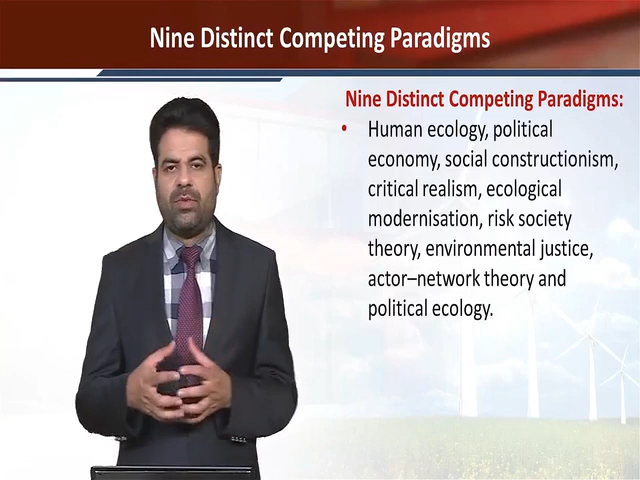 Nine Distinct Competing Paradigms
Nine Distinct Competing Paradigms:
• Human ecology, political
economy, social constructionism,
critical realism, ecological
modernisation, risk society
theory, environmental justice,
actor–network theory and
political ecology.